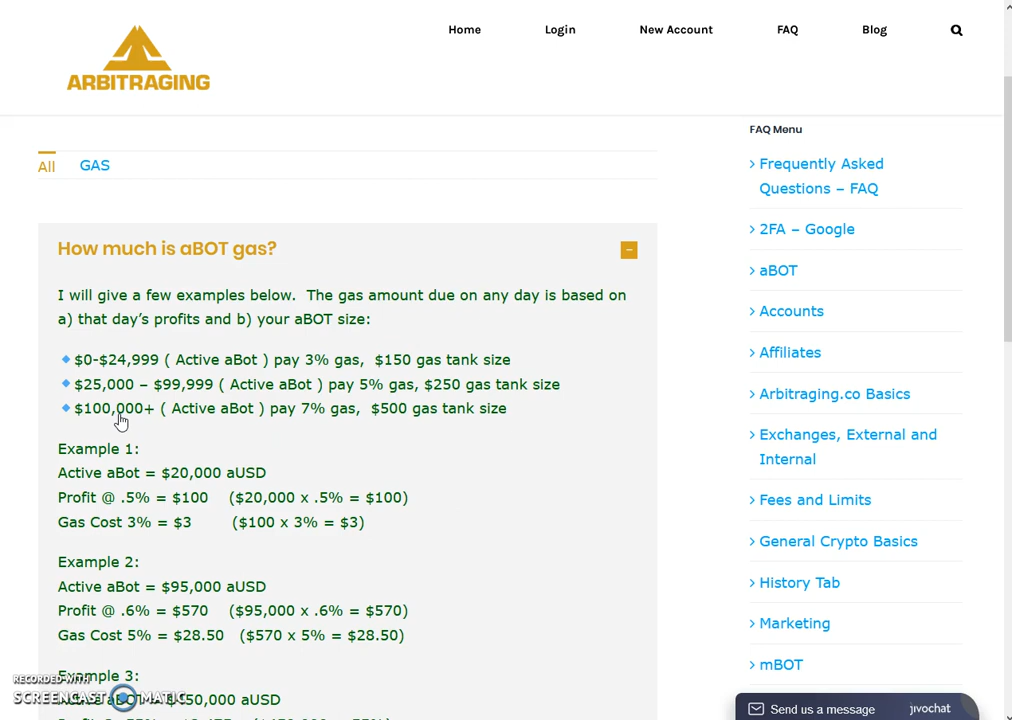 Home Login New Account FAQ Blog
ARBITRAGING
All GAS
How much is aBOT gas?
I will give a few examples below. The gas amount due on any day is based on
a) that day's profits and b) your aBOT size:
$0-$24,999 ( Active aBot ) pay 3% gas, $150 gas tank size
$25,000 – $99,999 ( Active aBot ) pay 5% gas, $250 gas tank size
$100,000+ ( Active aBot ) pay 7% gas, $500 gas tank size
Example 1:
Active aBot = $20,000 aUSD
Profit @ .5% = $100 ($20,000 x .5% = $100)
Gas Cost 3% = $3 ($100 x 3% = $3)
Example 2:
Active aBot = $95,000 aUSD
Profit @ .6% = $570 ($95,000 x .6% = $570)
Gas Cost 5% = $28.50 ($570 x 5% = $28.50)
Example 3:
RECORDED WITH
SCREENCAST MATIC
FAQ Menu
Frequently Asked
Questions – FAQ
2FA – Google
aBOT
Accounts
Affiliates
Arbitraging.co Basics
Exchanges, External and
Internal
Fees and Limits
General Crypto Basics
History Tab
Marketing
mBOT
Send us a message jivochat